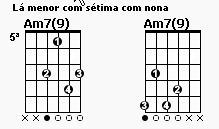 Lá menor com sétima com nona
Am7(9) Am7(9)
5ª 1 1
2 3 2
4 3 4
X X X X